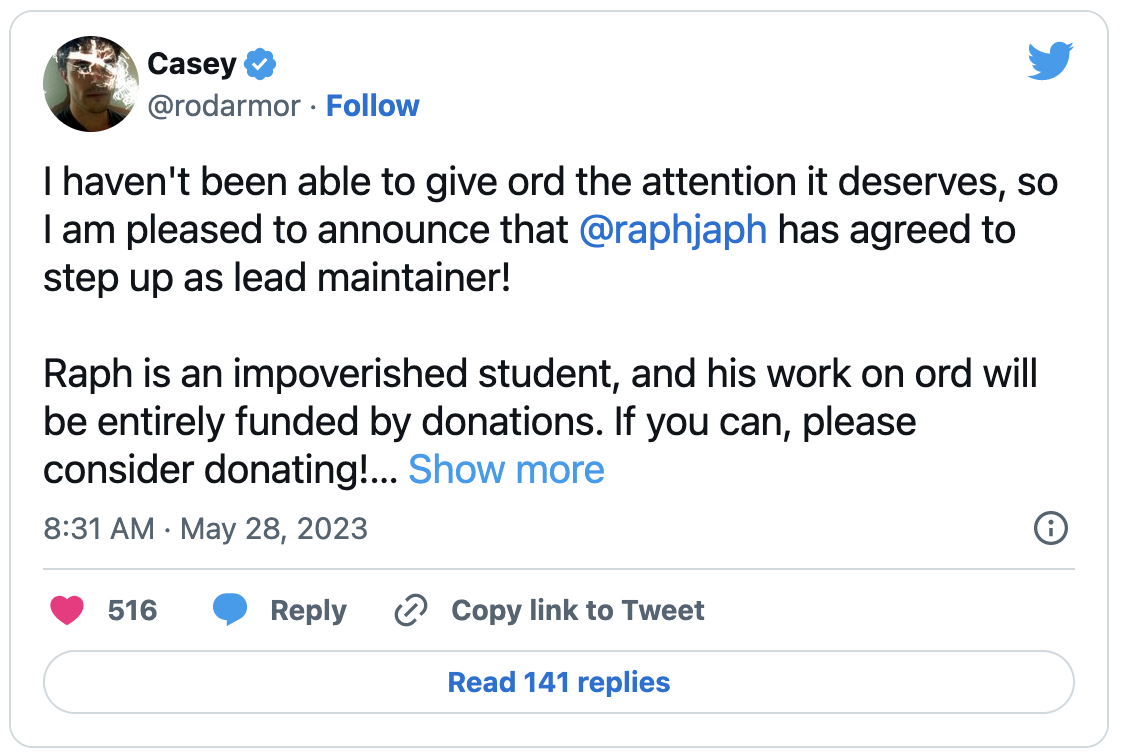 Casey
@rodarmor · Follow
I haven't been able to give ord the attention it deserves, so
I am pleased to announce that @raphjaph has agreed to
step up as lead maintainer!
Raph is an impoverished student, and his work on ord will
be entirely funded by donations. If you can, please
consider donating!... Show more
8:31 AM · May 28, 2023
516 Reply Copy link to Tweet
Read 141 replies